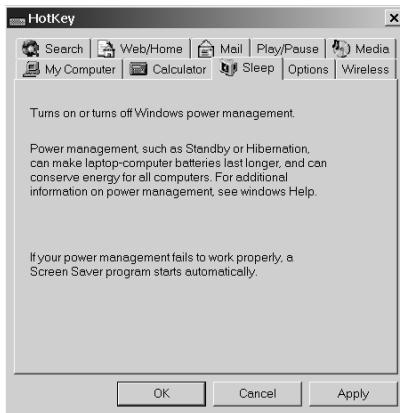 HotKey
Search Web/Home Mail Play/Pause Media
My Computer Calculator Sleep Options Wireless
Turns on or turns off Windows power management.
Power management, such as Standby or Hibernation,
can make laptop-computer batteries last longer, and can
conserve energy for all computers. For additional
information on power management, see windows Help.
If your power management fails to work properly, a
Screen Saver program starts automatically.
OK Cancel Apply